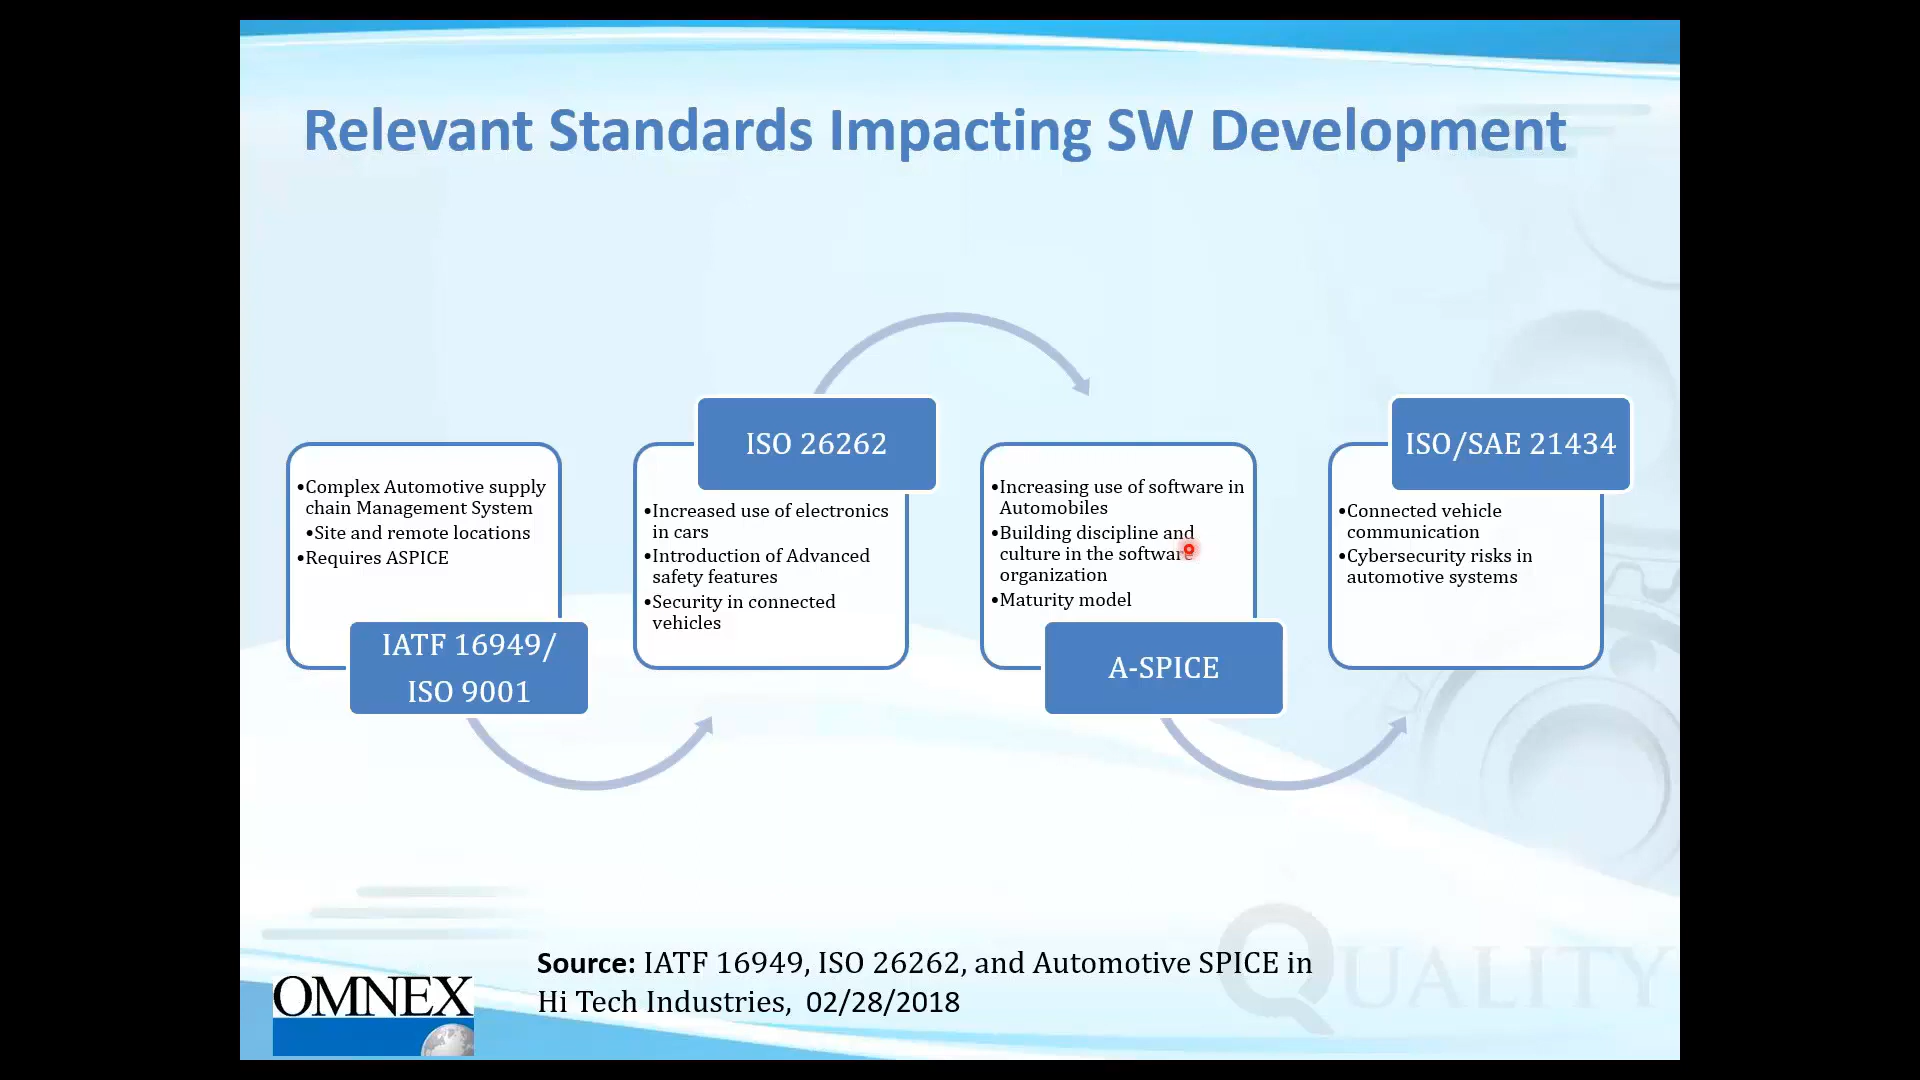 Relevant Standards Impacting SW Development
•Complex Automotive supply
chain Management System
•Site and remote locations
•Requires ASPICE
IATF 16949/
ISO 9001
ISO 26262
•Increased use of electronics
in cars
•Introduction of Advanced
safety features
•Security in connected
vehicles
•Increasing use of software in
Automobiles
•Building discipline and
culture in the software
organization
•Maturity model
A-SPICE
ISO/SAE 21434
•Connected vehicle
communication
•Cybersecurity risks in
automotive systems
Source: IATF 16949, ISO 26262, and Automotive SPICE in
Hi Tech Industries, 02/28/2018
OMNEX
QUALITY